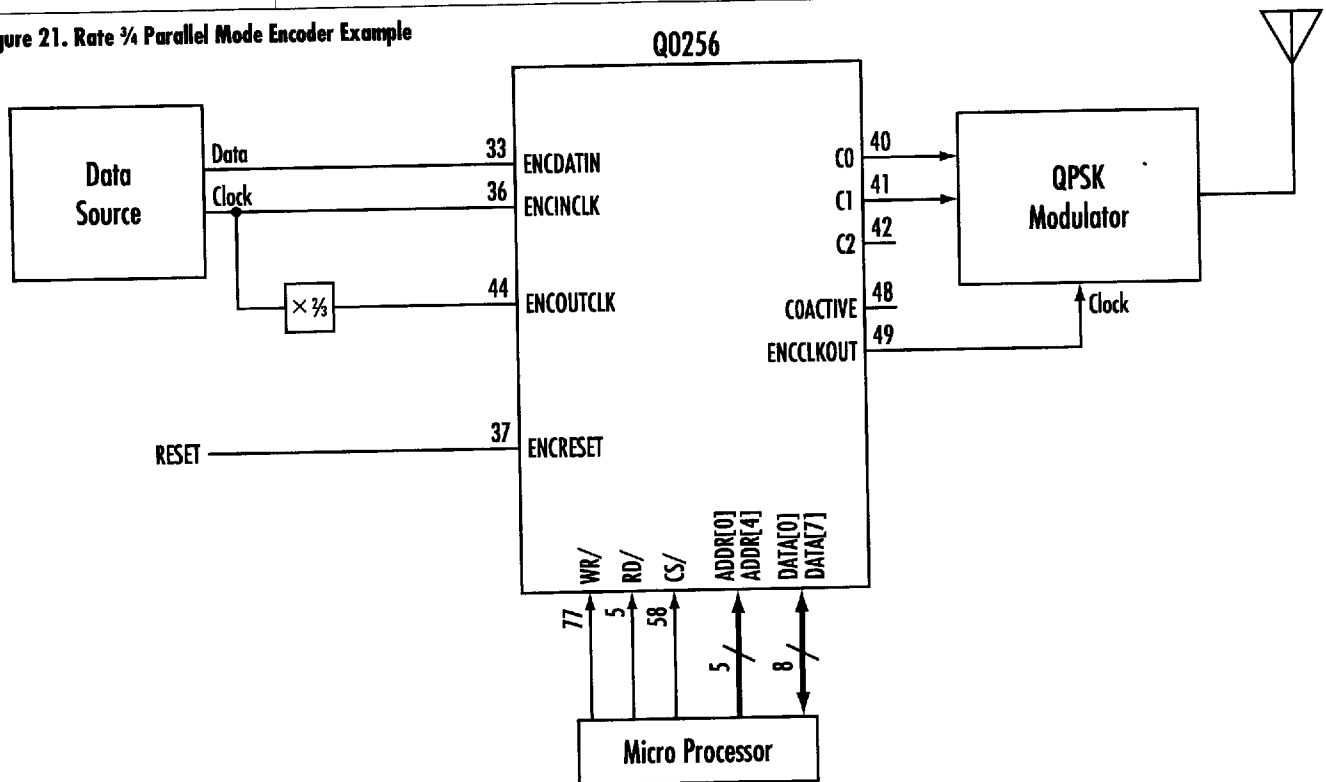 gure 21. Rate ¾ Parallel Mode Encoder Example
Q0256
Data
Source
Data
Clock
× ⅔
RESET
33
36
44
37
ENCDATIN
ENCINCLK
ENCOUTCLK
ENCRESET
C0
C1
C2
COACTIVE
ENCCLKOUT
40
41
42
48
49
QPSK
Modulator
Clock
WR/
RD/
CS/
ADDR[0]
ADDR[4]
DATA[0]
DATA[7]
77
5
58
5
8
Micro Processor